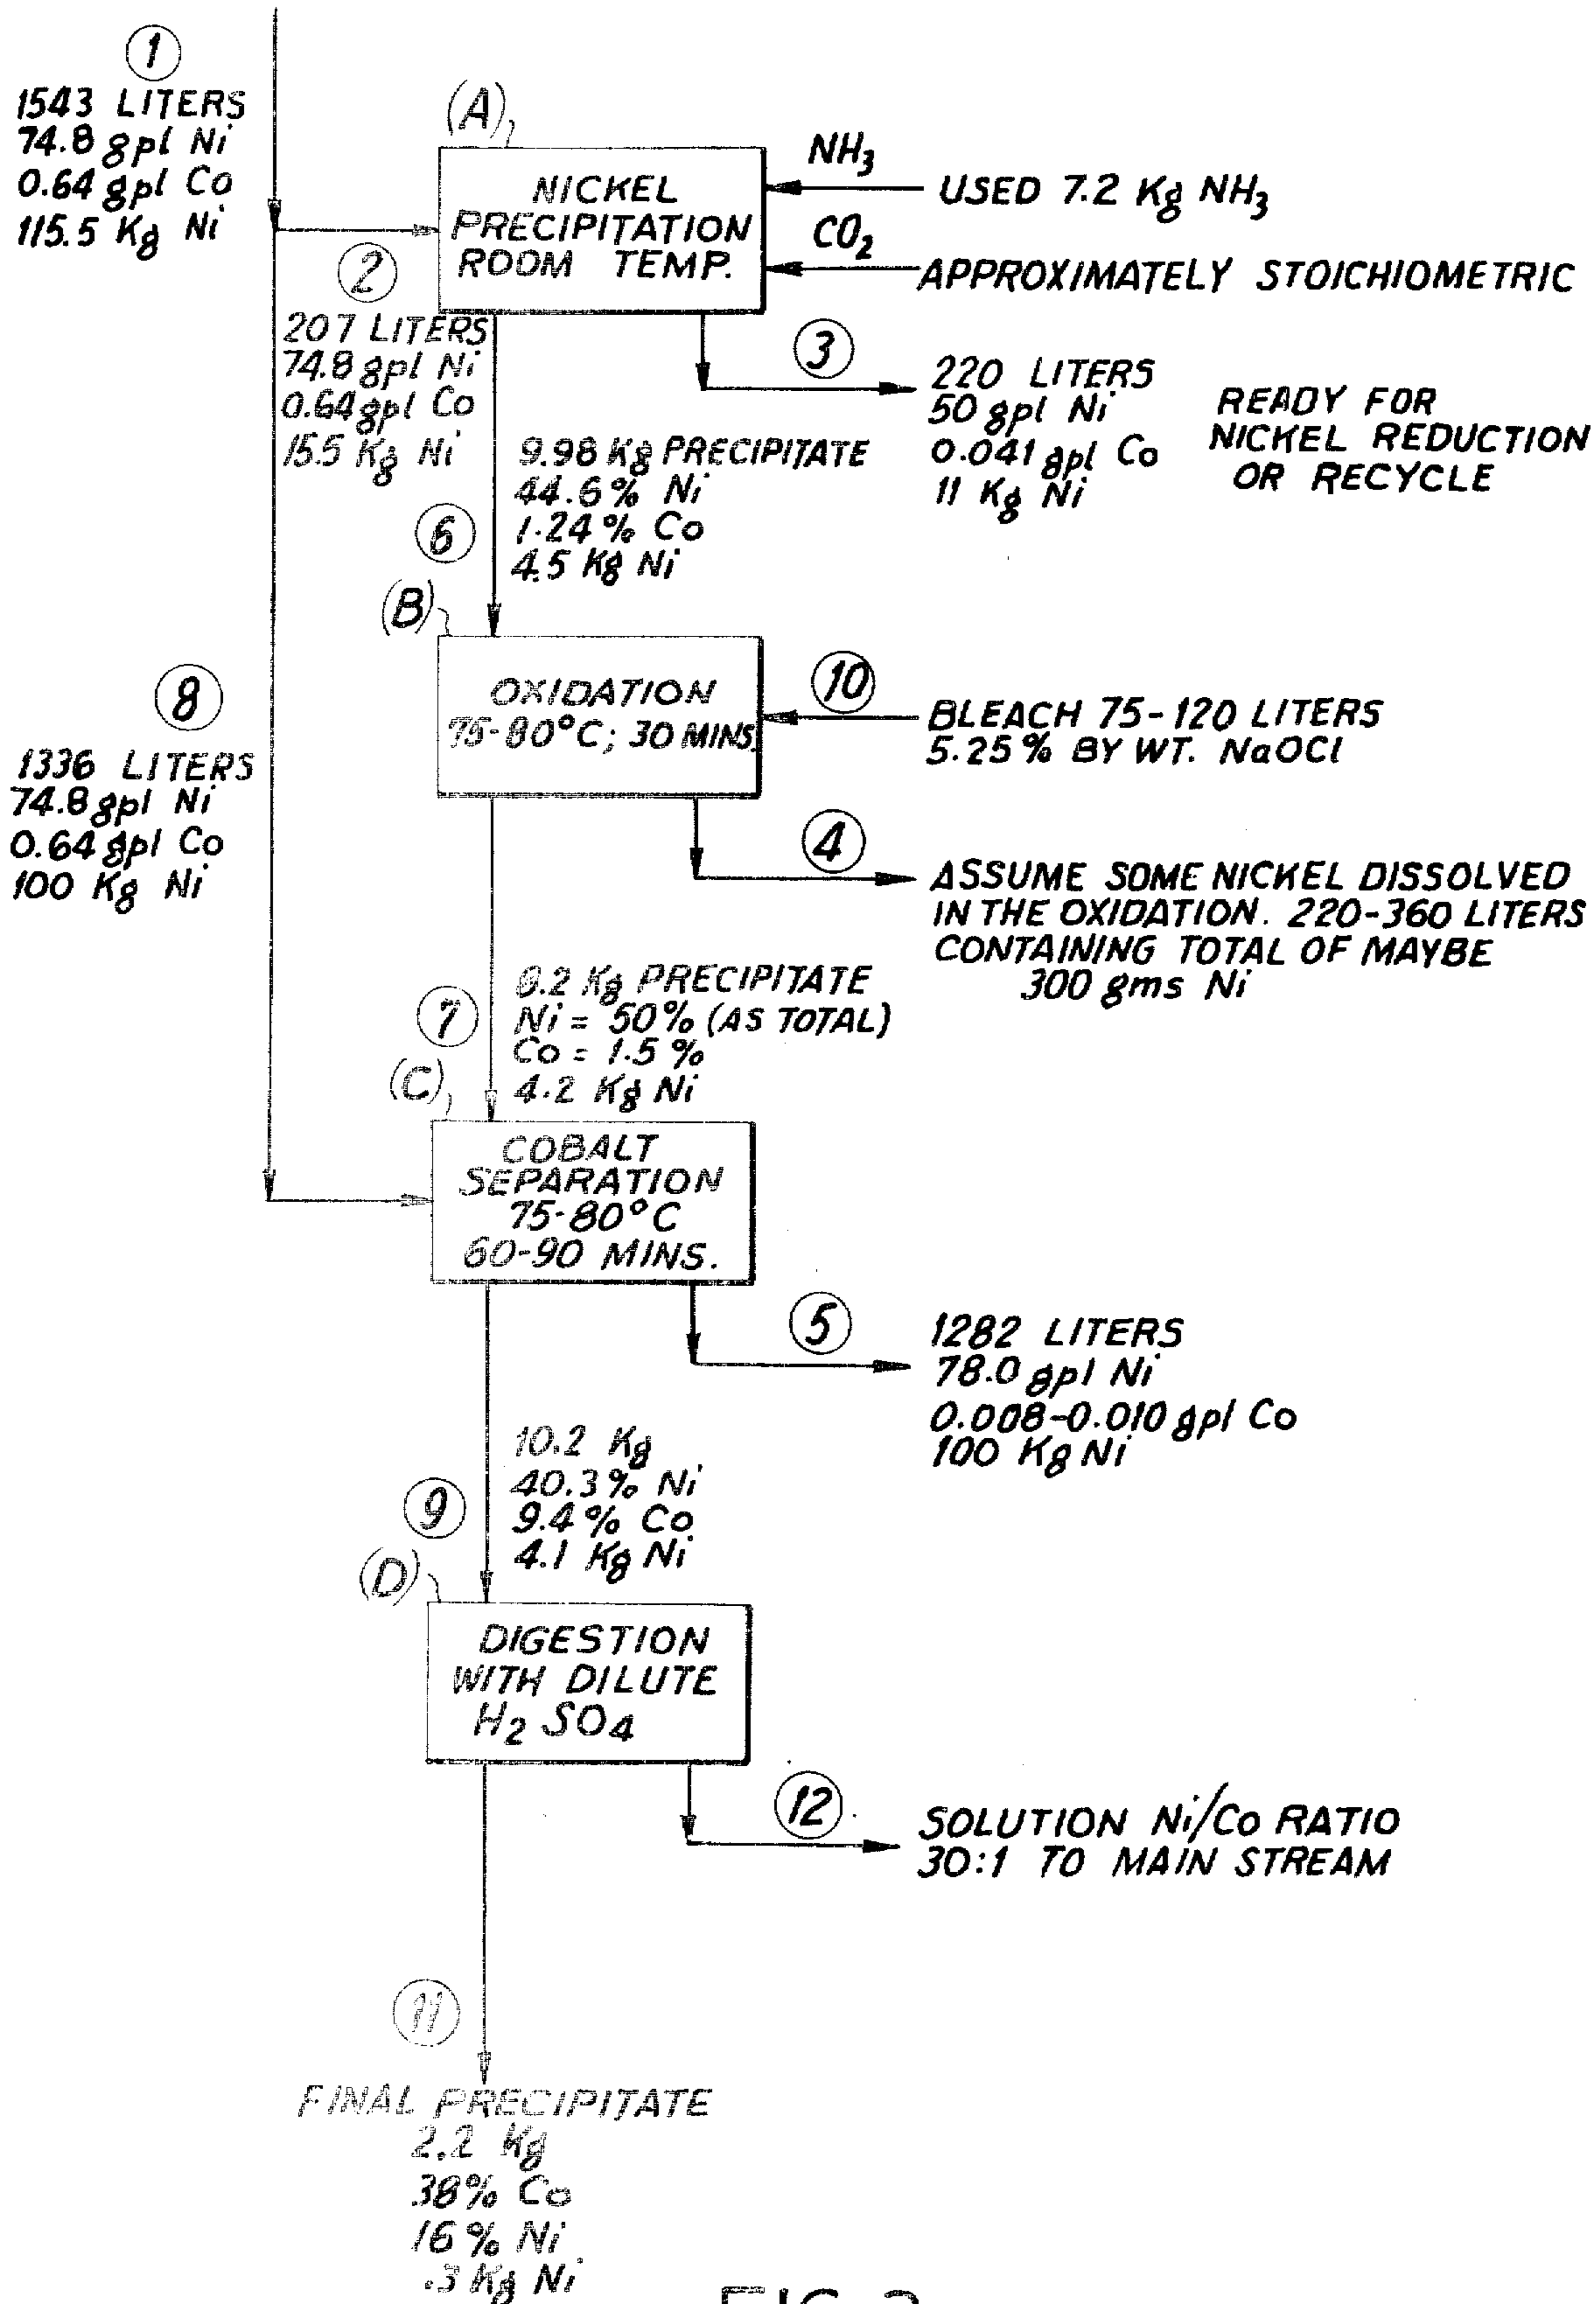 1
1543 LITERS
74.8 gpl Ni
0.64 gpl Co
115.5 Kg Ni
(A)
NICKEL
PRECIPITATION
ROOM TEMP.
NH3
USED 7.2 Kg NH3
CO2
APPROXIMATELY STOICHIOMETRIC
2
207 LITERS
74.8 gpl Ni
0.64 gpl Co
15.5 Kg Ni
3
220 LITERS
50 gpl Ni
0.041 gpl Co
11 Kg Ni
READY FOR
NICKEL REDUCTION
OR RECYCLE
6
9.98 Kg PRECIPITATE
44.6% Ni
1.24% Co
4.5 Kg Ni
(B)
OXIDATION
75-80°C; 30 MINS.
10
BLEACH 75-120 LITERS
5.25% BY WT. NaOCl
8
1336 LITERS
74.8 gpl Ni
0.64 gpl Co
100 Kg Ni
4
ASSUME SOME NICKEL DISSOLVED
IN THE OXIDATION. 220-360 LITERS
CONTAINING TOTAL OF MAYBE
300 gms Ni
7
8.2 Kg PRECIPITATE
Ni = 50% (AS TOTAL)
Co = 1.5%
4.2 Kg Ni
(C)
COBALT
SEPARATION
75-80°C
60-90 MINS.
5
1282 LITERS
78.0 gpl Ni
0.008-0.010 gpl Co
100 Kg Ni
9
10.2 Kg
40.3% Ni
9.4% Co
4.1 Kg Ni
(D)
DIGESTION
WITH DILUTE
H2 SO4
12
SOLUTION Ni/Co RATIO
30:1 TO MAIN STREAM
11
FINAL PRECIPITATE
2.2 Kg
38% Co
16% Ni
.3 Kg Ni